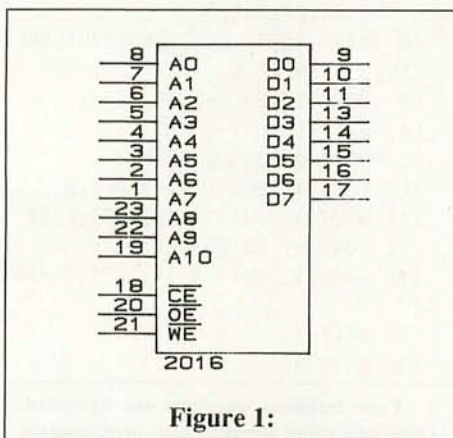 8 A0 D0 9
7 A1 D1 10
6 A2 D2 11
5 A3 D3 13
4 A4 D4 14
3 A5 D5 15
2 A6 D6 16
1 A7 D7 17
23 A8
22 A9
19 A10
18 CE
20 OE
21 WE
2016
Figure 1: